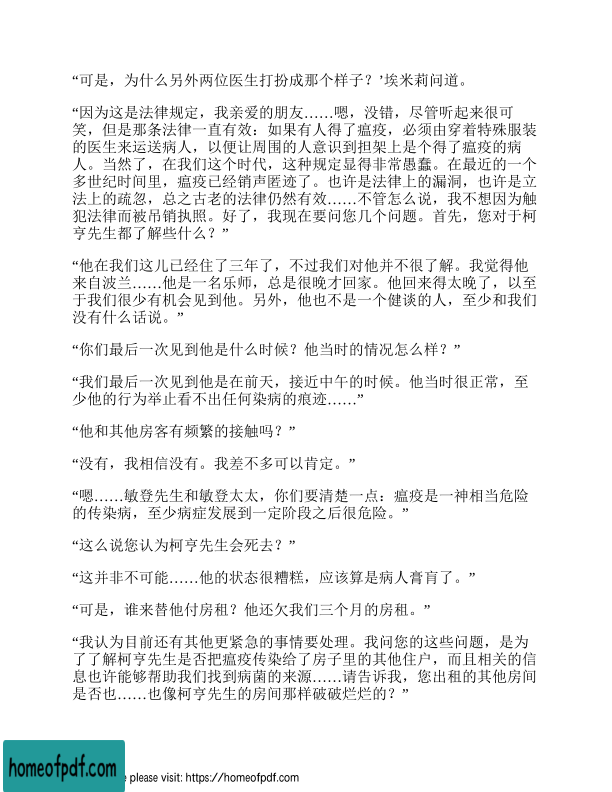 “可是，为什么另外两位医生打扮成那个样子？’埃米莉问道。
“因为这是法律规定，我亲爱的朋友……嗯，没错，尽管听起来很可
笑，但是那条法律一直有效：如果有人得了瘟疫，必须由穿着特殊服装
的医生来运送病人，以便让周围的人意识到担架上是个得了瘟疫的病
人。当然了，在我们这个时代，这种规定显得非常愚蠢。在最近的一个
多世纪时间里，瘟疫已经销声匿迹了。也许是法律上的漏洞，也许是立
法上的疏忽，总之古老的法律仍然有效……不管怎么说，我不想因为触
犯法律而被吊销执照。好了，我现在要问您几个问题。首先，您对于柯
亨先生都了解些什么？”
“他在我们这儿已经住了三年了，不过我们对他并不很了解。我觉得他
来自波兰……他是一名乐师，总是很晚才回家。他回来得太晚了，以至
于我们很少有机会见到他。另外，他也不是一个健谈的人，至少和我们
没有什么话说。”
“你们最后一次见到他是什么时候？他当时的情况怎么样？”
“我们最后一次见到他是在前天，接近中午的时候。他当时很正常，至
少他的行为举止看不出任何染病的痕迹……”
“他和其他房客有频繁的接触吗？”
“没有，我相信没有。我差不多可以肯定。”
“嗯……敏登先生和敏登太太，你们要清楚一点：瘟疫是一神相当危险
的传染病，至少病症发展到一定阶段之后很危险。”
“这么说您认为柯亨先生会死去？”
“这并非不可能……他的状态很糟糕，应该算是病人膏肓了。”
“可是，谁来替他付房租？他还欠我们三个月的房租。”
“我认为目前还有其他更紧急的事情要处理。我问您的这些问题，是为
了了解柯亨先生是否把瘟疫传染给了房子里的其他住户，而且相关的信
息也许能够帮助我们找到病菌的来源……请告诉我，您出租的其他房间
是否也……也像柯亨先生的房间那样破破烂烂的？”
homeofpdf.com
e please visit: https://homeofpdf.com